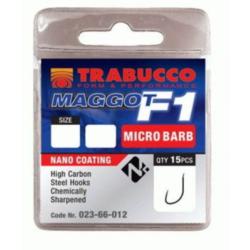 TRABUCCO
FORM & PERFORMANCE
MAGGOT F1
SIZE
MICRO BARB
NANO COATING
High Carbon
Steel Hooks
Chemically
Sharpened
N
QTY 15PCS
Code Nr. 023-66-012